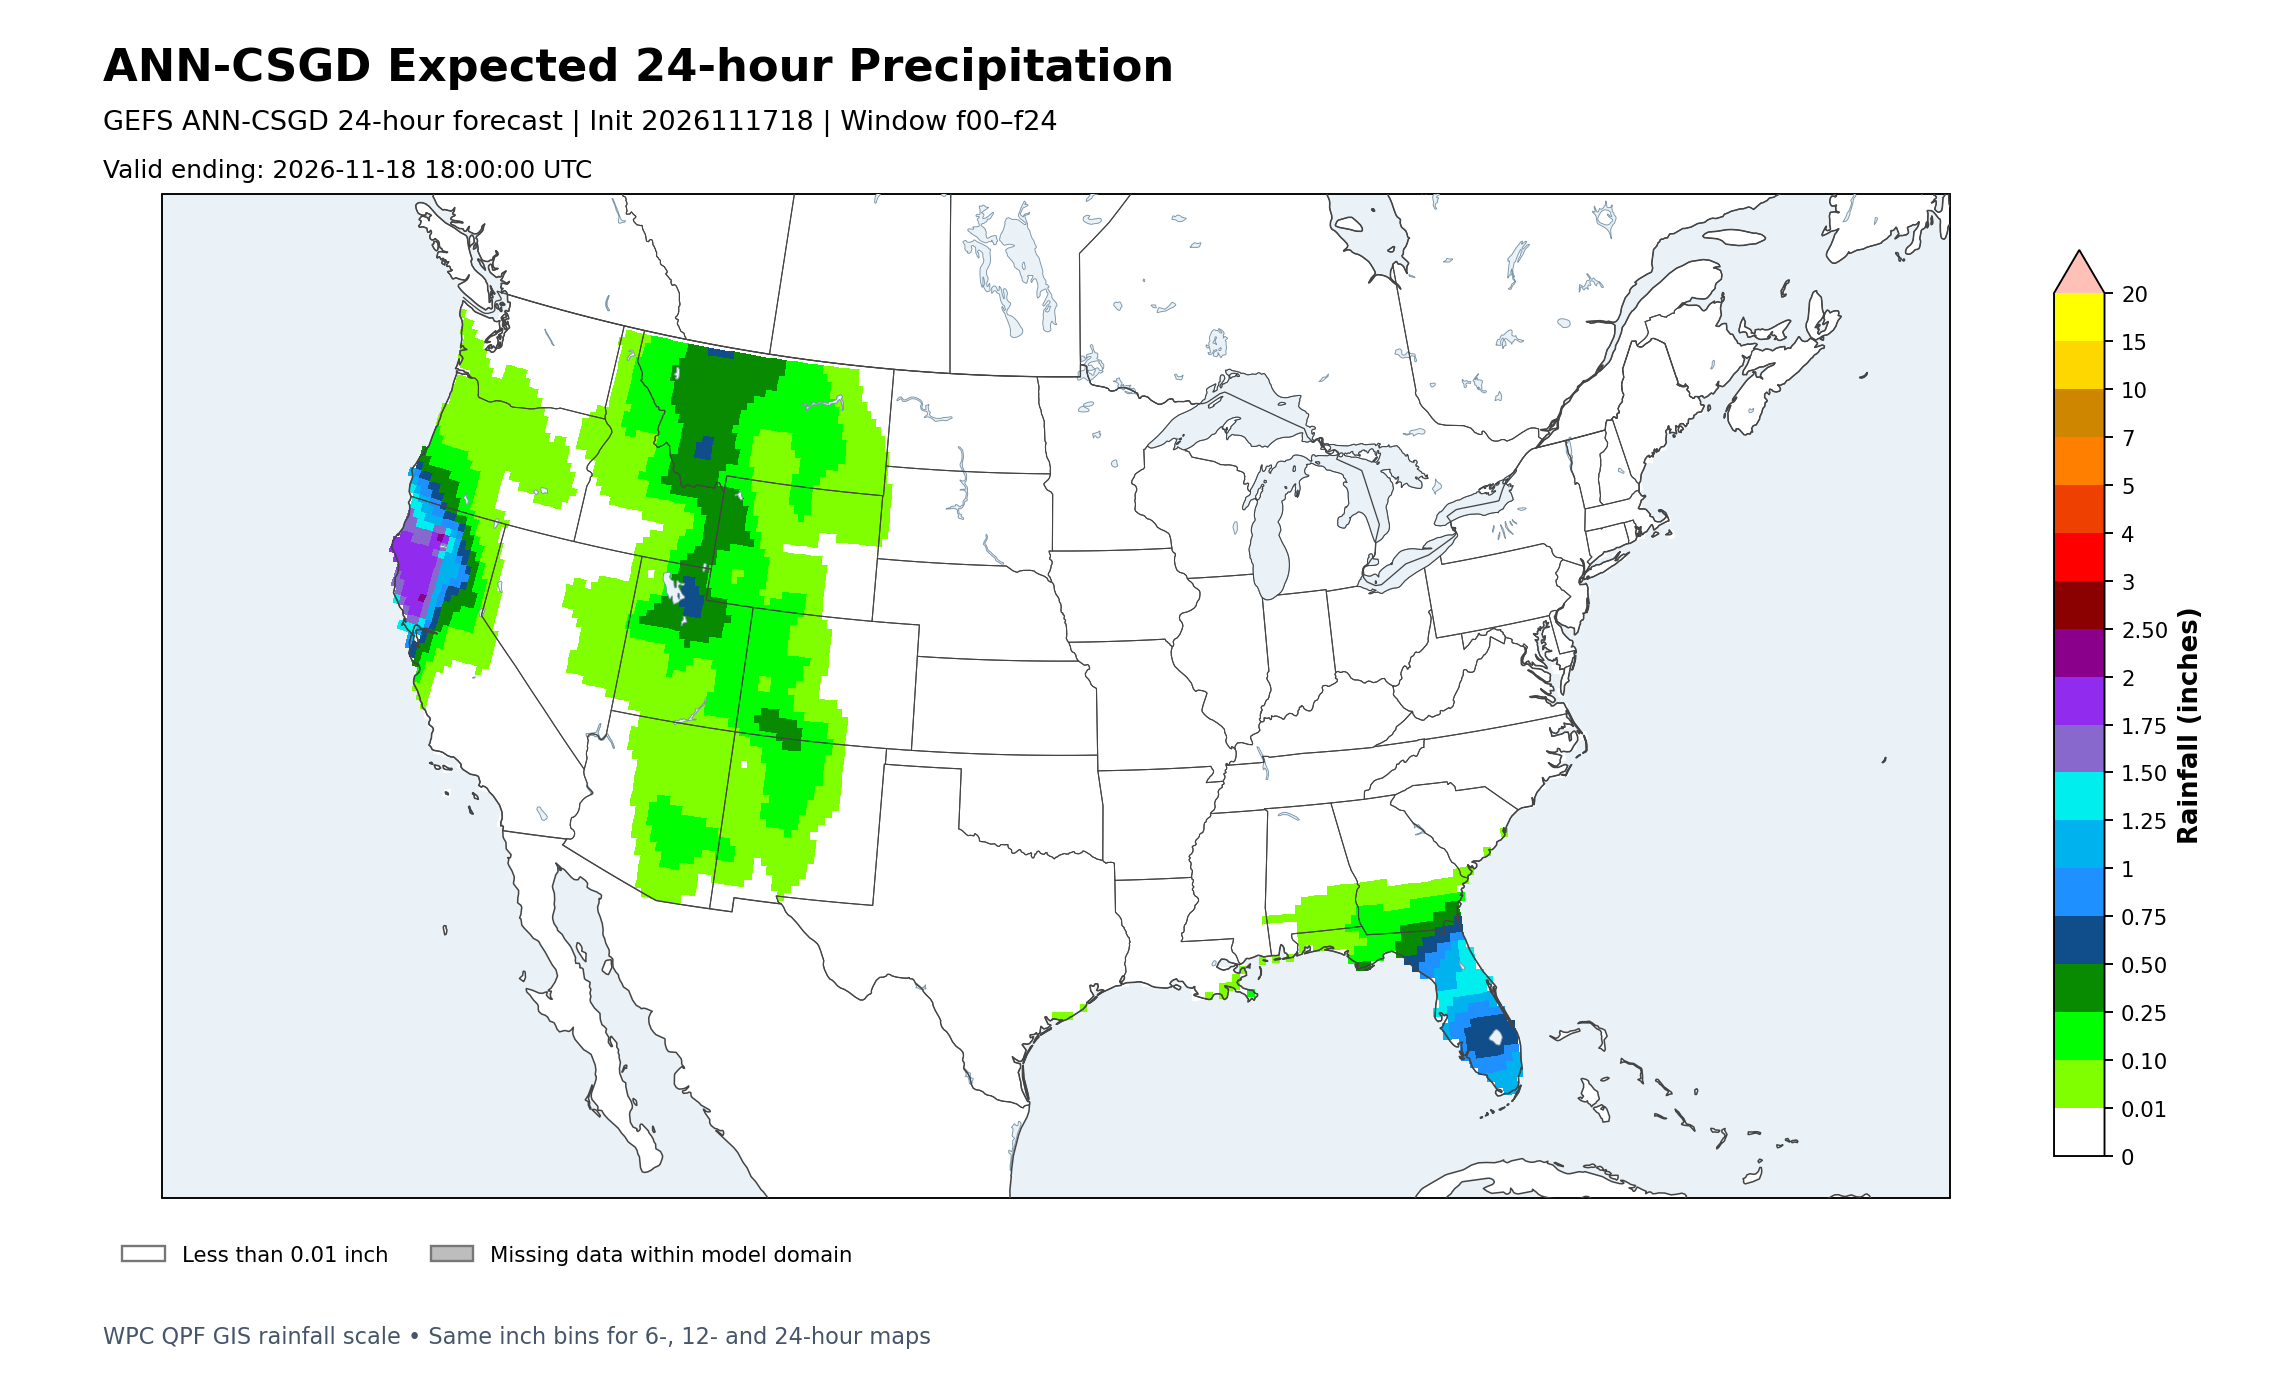 ANN-CSGD Expected 24-hour Precipitation
GEFS ANN-CSGD 24-hour forecast | Init 2026111718 | Window f00–f24
Valid ending: 2026-11-18 18:00:00 UTC
20
15
10
7
5
4
3
2.50
2
1.75
1.50
1.25
1
0.75
0.50
0.25
0.10
0.01
0
Rainfall (inches)
Less than 0.01 inch
Missing data within model domain
WPC QPF GIS rainfall scale • Same inch bins for 6-, 12- and 24-hour maps